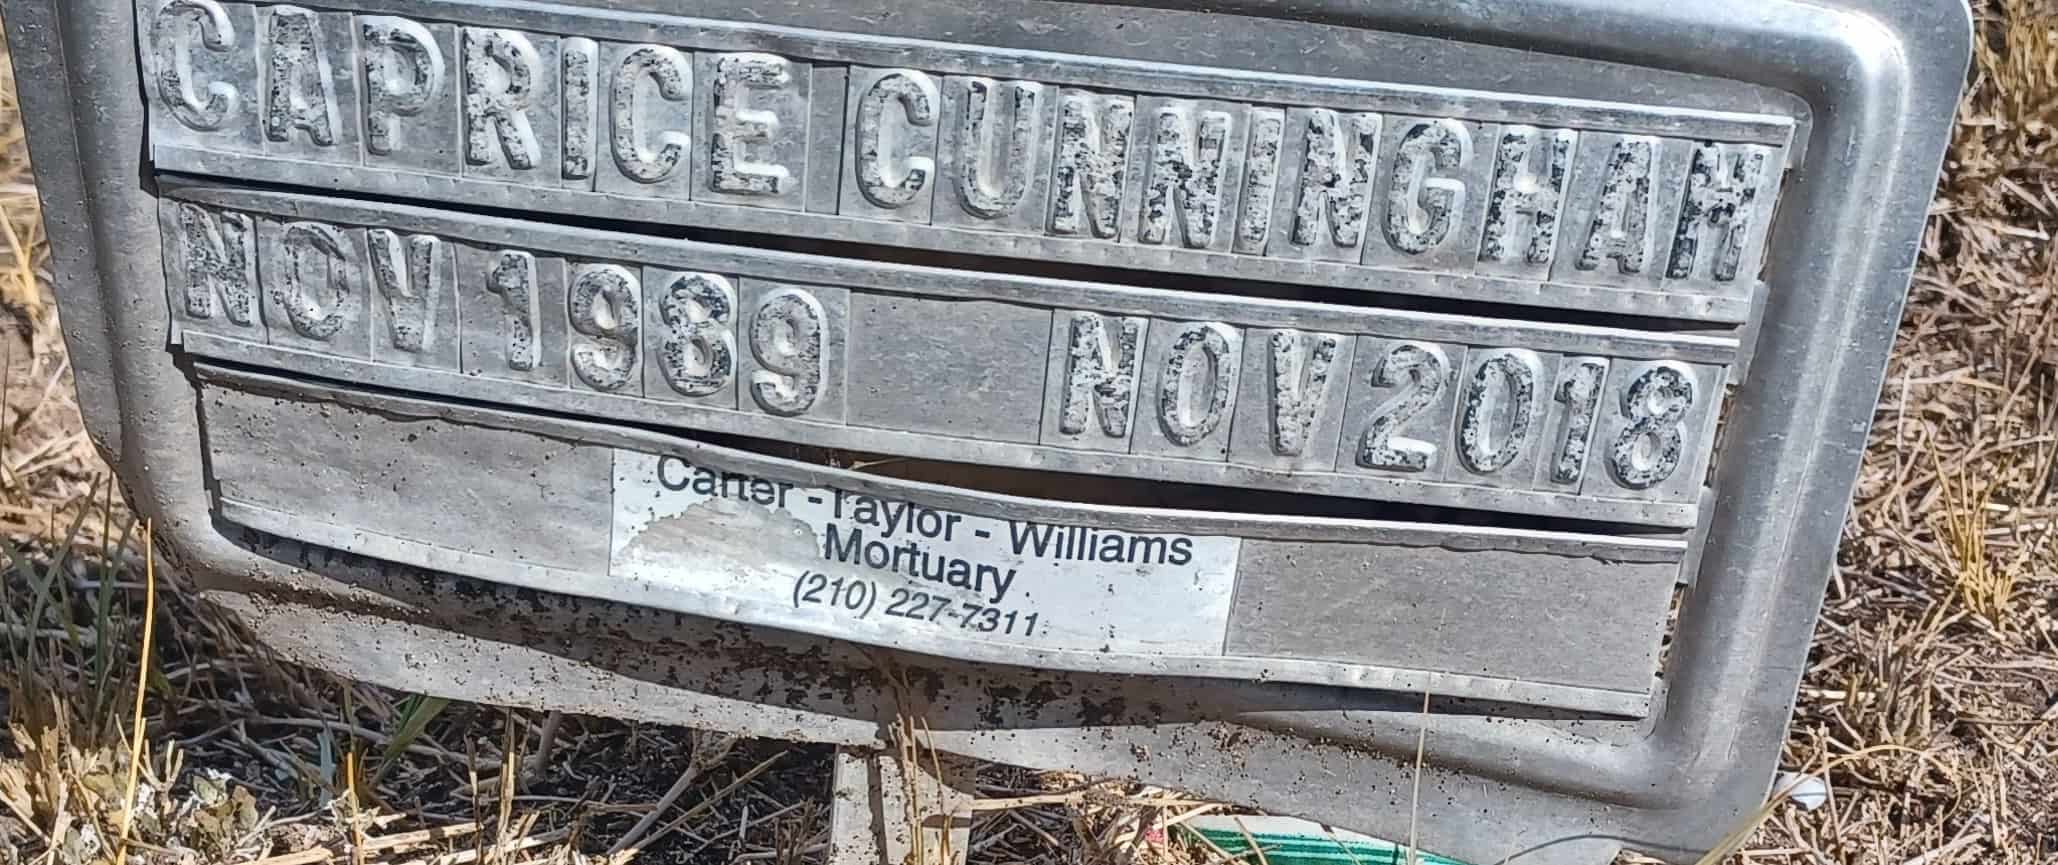 CAPRICE CUNNINGHAM
NOV 1989 NOV 2018
Carter - Taylor - Williams
Mortuary
(210) 227-7311